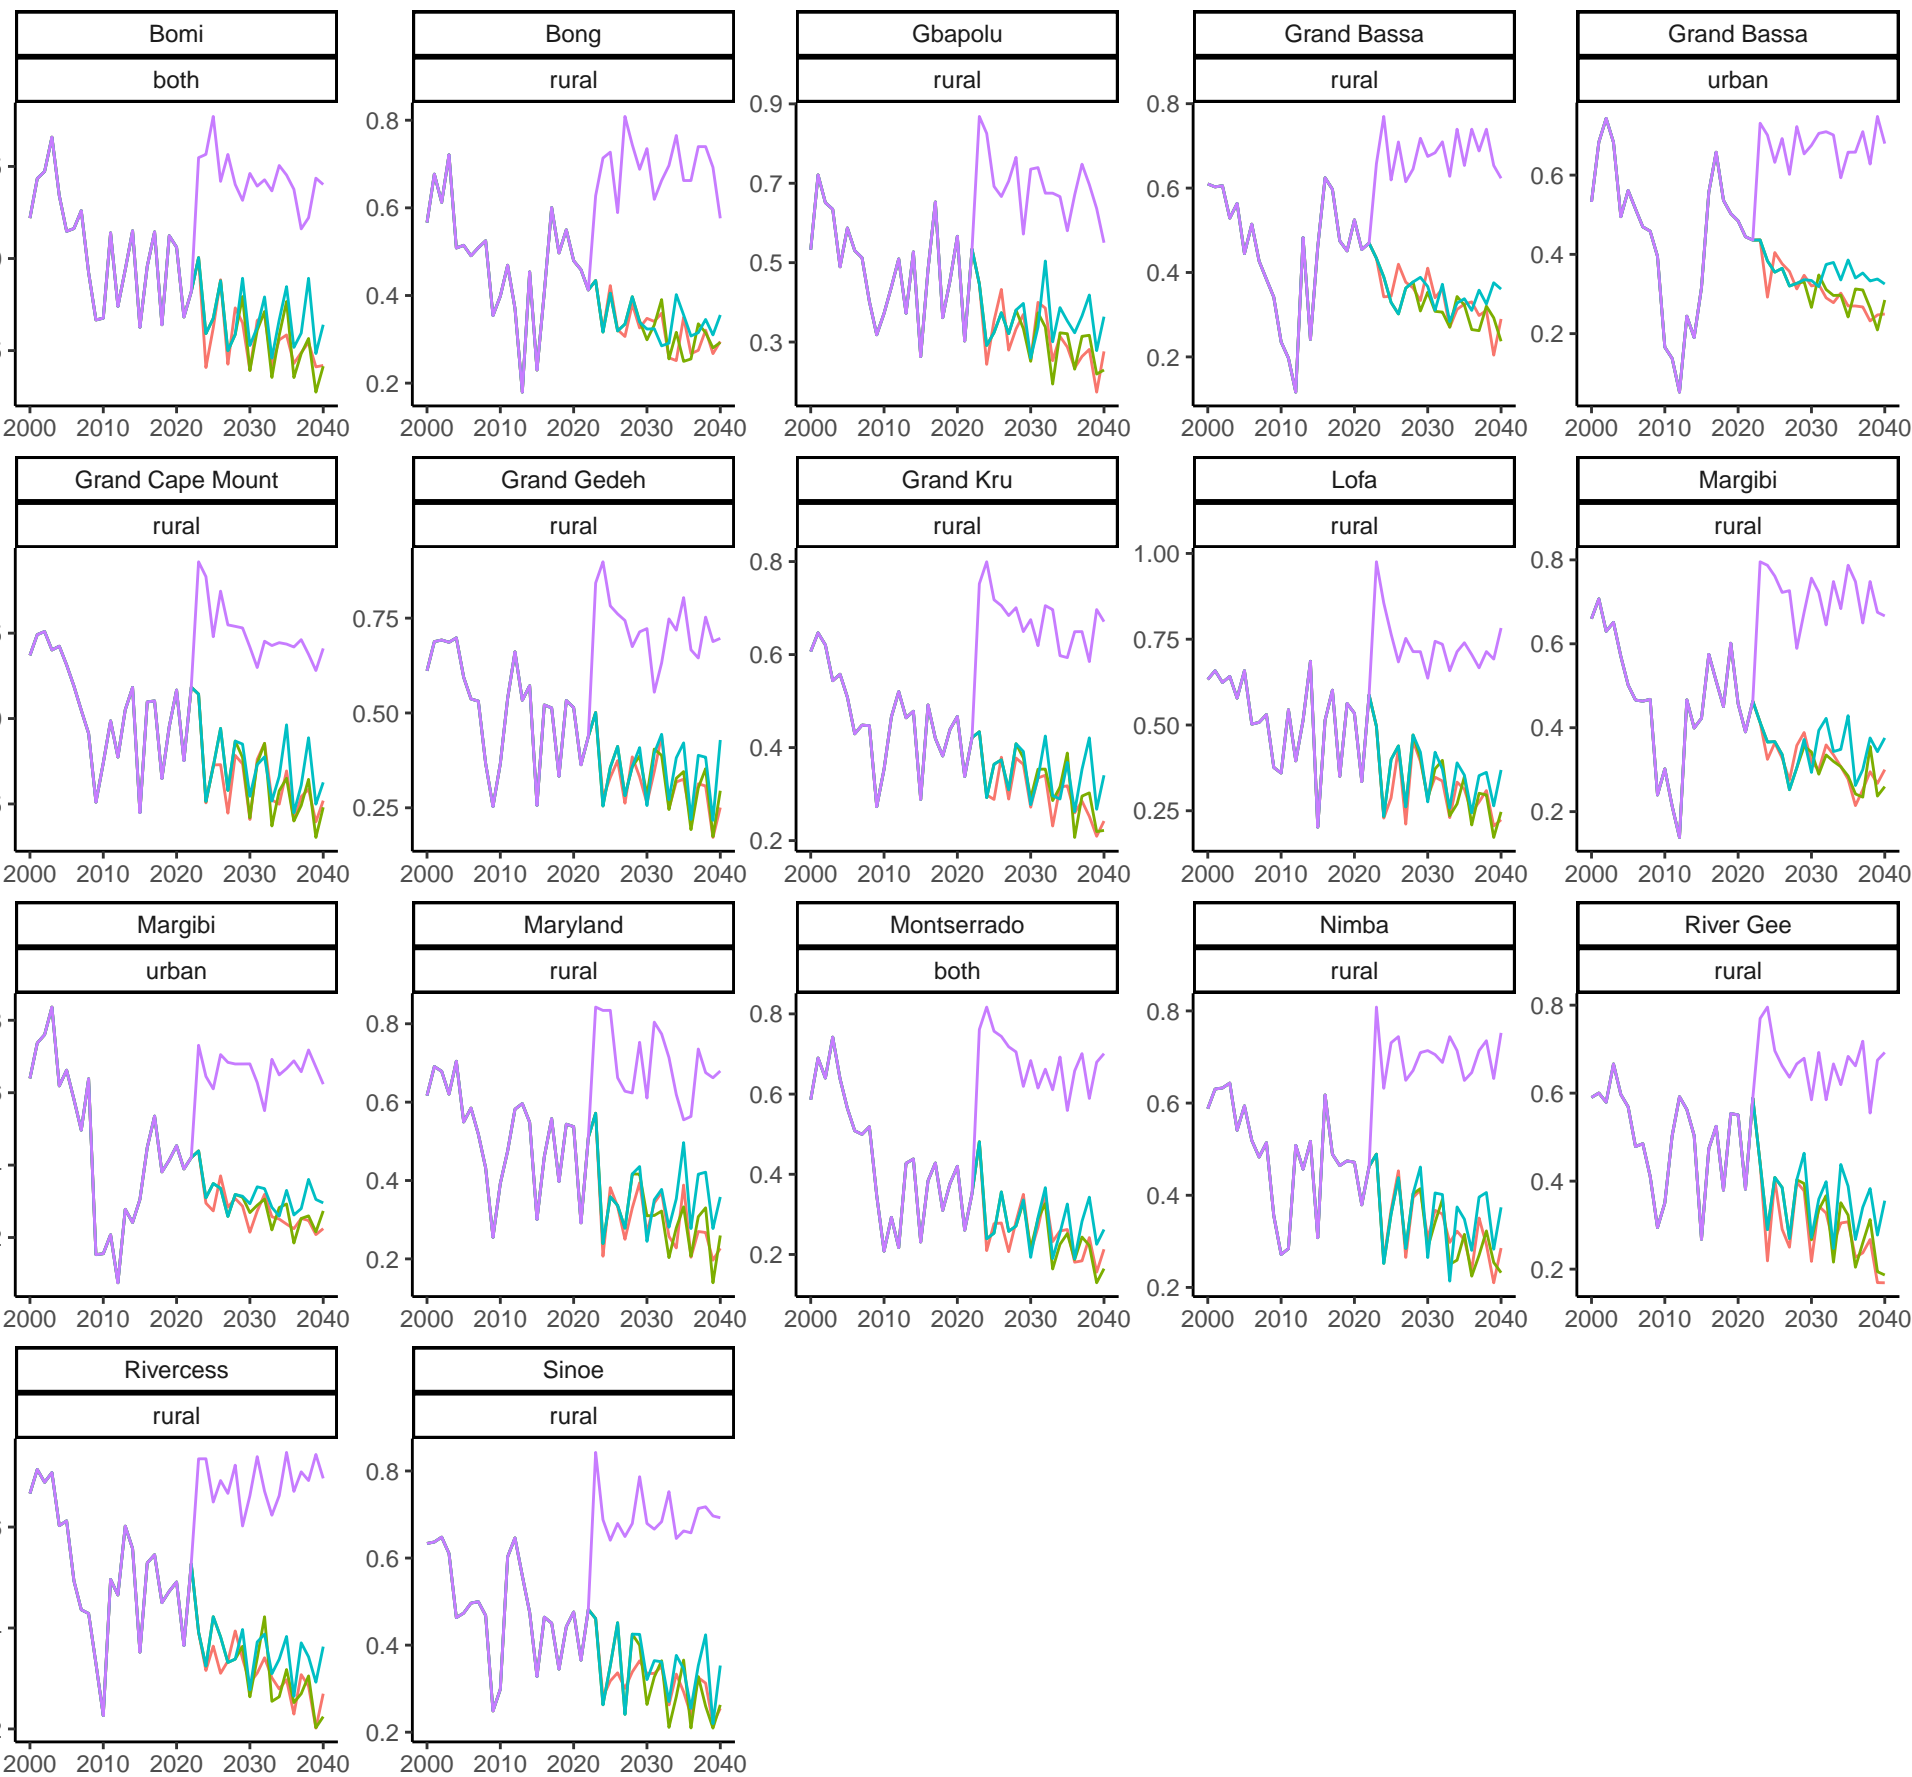 Bomi Bong Gbapolu Grand Bassa Grand Bassa
both rural rural rural urban
0.8 0.6 0.4 0.2
0.9 0.7 0.5 0.3
0.8 0.6 0.4 0.2
0.6 0.4 0.2
2000 2010 2020 2030 2040 2000 2010 2020 2030 2040 2000 2010 2020 2030 2040 2000 2010 2020 2030 2040 2000 2010 2020 2030 2040
Grand Cape Mount Grand Gedeh Grand Kru Lofa Margibi
rural rural rural rural rural
0.75 0.50 0.25
0.8 0.6 0.4 0.2
1.00 0.75 0.50 0.25
0.8 0.6 0.4 0.2
2000 2010 2020 2030 2040 2000 2010 2020 2030 2040 2000 2010 2020 2030 2040 2000 2010 2020 2030 2040 2000 2010 2020 2030 2040
Margibi Maryland Montserrado Nimba River Gee
urban rural both rural rural
0.8 0.6 0.4 0.2
0.8 0.6 0.4 0.2
0.8 0.6 0.4 0.2
0.8 0.6 0.4 0.2
2000 2010 2020 2030 2040 2000 2010 2020 2030 2040 2000 2010 2020 2030 2040 2000 2010 2020 2030 2040 2000 2010 2020 2030 2040
Rivercess Sinoe
rural rural
0.8 0.6 0.4 0.2
2000 2010 2020 2030 2040 2000 2010 2020 2030 2040